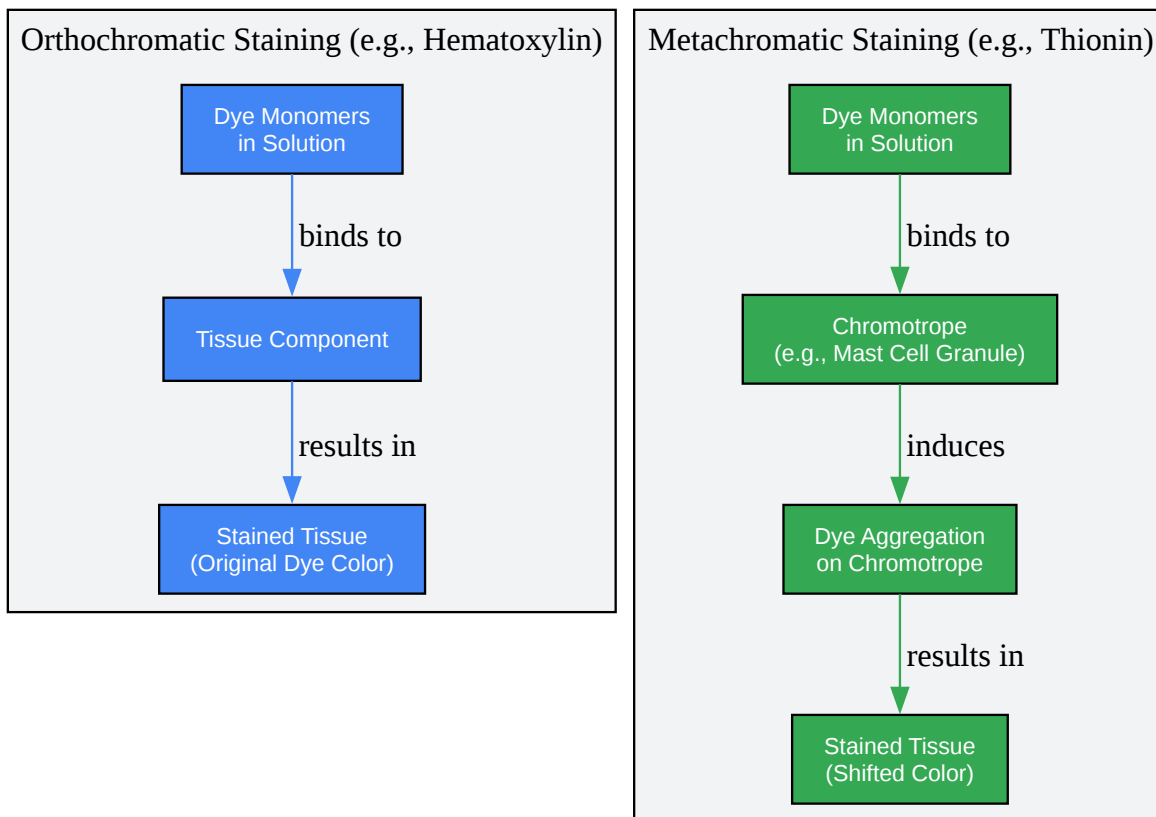 Orthochromatic Staining (e.g., Hematoxylin)
Dye Monomers
in Solution
binds to
Tissue Component
results in
Stained Tissue
(Original Dye Color)
Metachromatic Staining (e.g., Thionin)
Dye Monomers
in Solution
binds to
Chromotrope
(e.g., Mast Cell Granule)
induces
Dye Aggregation
on Chromotrope
results in
Stained Tissue
(Shifted Color)